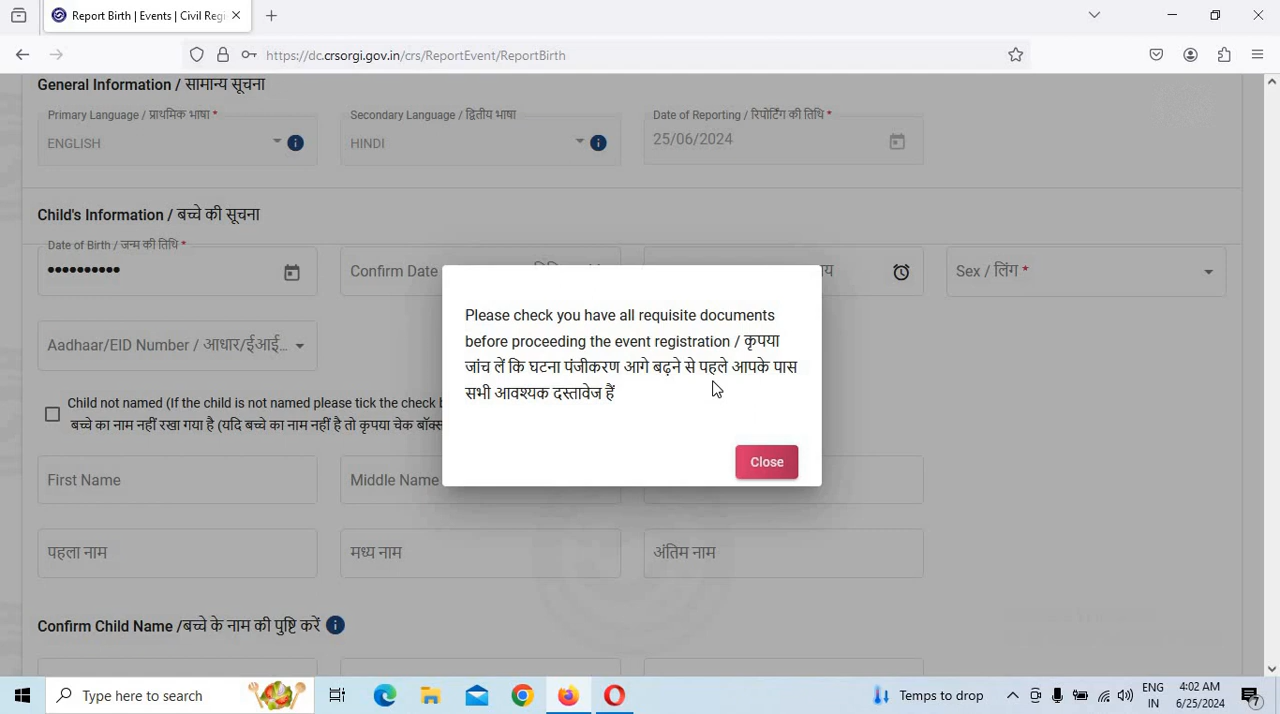 Report Birth | Events | Civil Regi
https://dc.crsorgi.gov.in/crs/ReportEvent/ReportBirth
General Information / सामान्य सूचना
Primary Language / प्राथमिक भाषा * Secondary Language / द्वितीय भाषा Date of Reporting / रिपोर्टिंग की तिथि *
ENGLISH HINDI 25/06/2024
Child's Information / बच्चे की सूचना
Date of Birth / जन्म की तिथि *
•••••••••• Confirm Date Sex / लिंग *
Aadhaar/EID Number / आधार/ईआई...
Please check you have all requisite documents
before proceeding the event registration / कृपया
जांच लें कि घटना पंजीकरण आगे बढ़ने से पहले आपके पास
सभी आवश्यक दस्तावेज हैं
Close
Child not named (If the child is not named please tick the check b
बच्चे का नाम नहीं रखा गया है (यदि बच्चे का नाम नहीं है तो कृपया चेक बॉक्स
First Name Middle Name
पहला नाम मध्य नाम अंतिम नाम
Confirm Child Name /बच्चे के नाम की पुष्टि करें
Type here to search Temps to drop ENG 4:02 AM
IN 6/25/2024 7